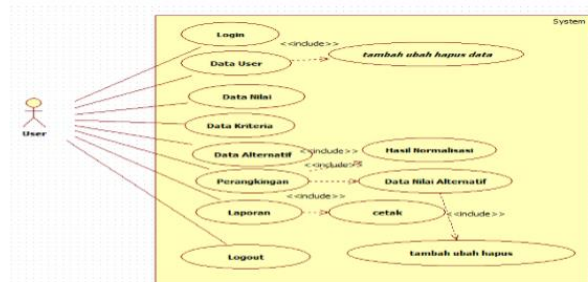 System
Login
<<include>>
Data User
tambah ubah hapus data
Data Nilai
Data Kriteria
User
Data Alternatif
<<include>>
Hasil Normalisasi
<<include>>
Perangkingan
Data Nilai Alternatif
<<include>>
Laporan
cetak
<<include>>
Logout
tambah ubah hapus